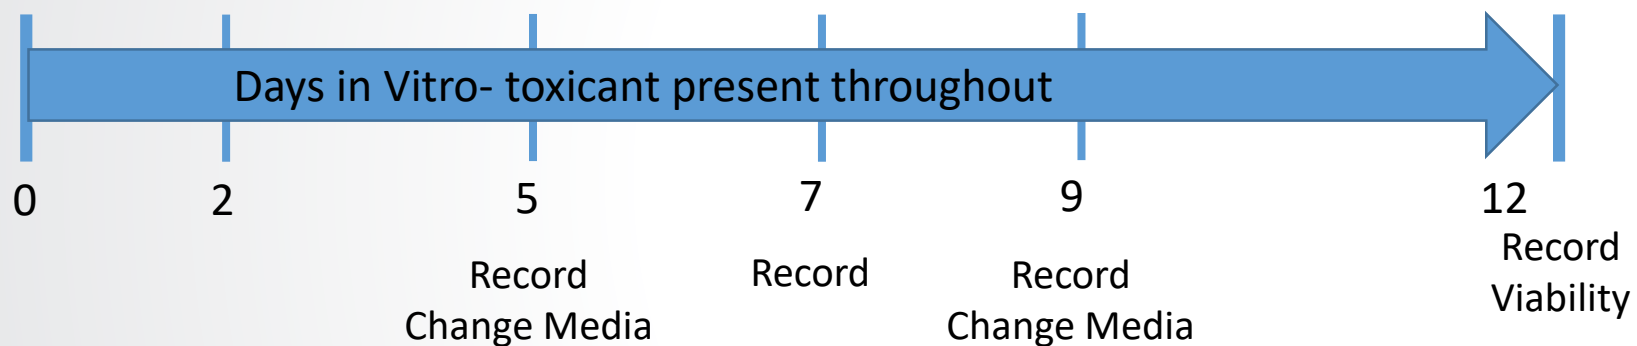 Days in Vitro- toxicant present throughout
0 2 5 7 9 12
Record Record Record Record
Change Media Change Media Viability